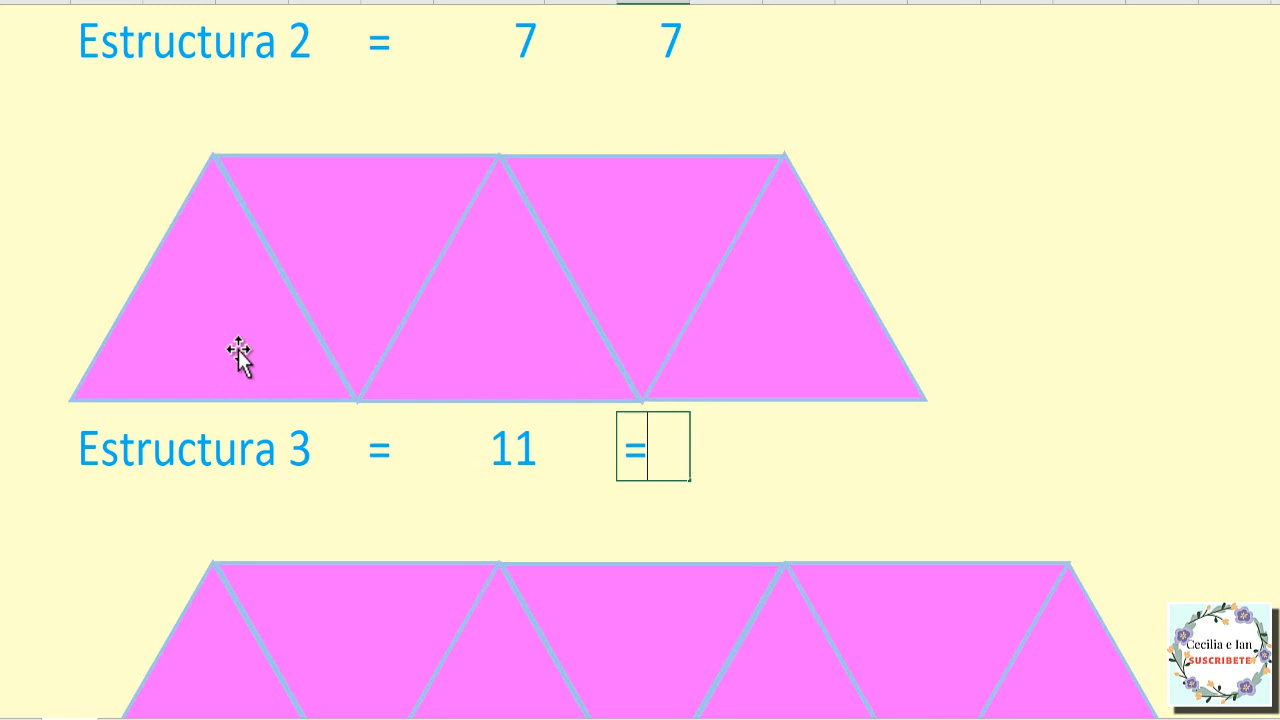 Estructura 2 = 7 7
Estructura 3 = 11 =
Cecilia e Ian
SUSCRIBETE